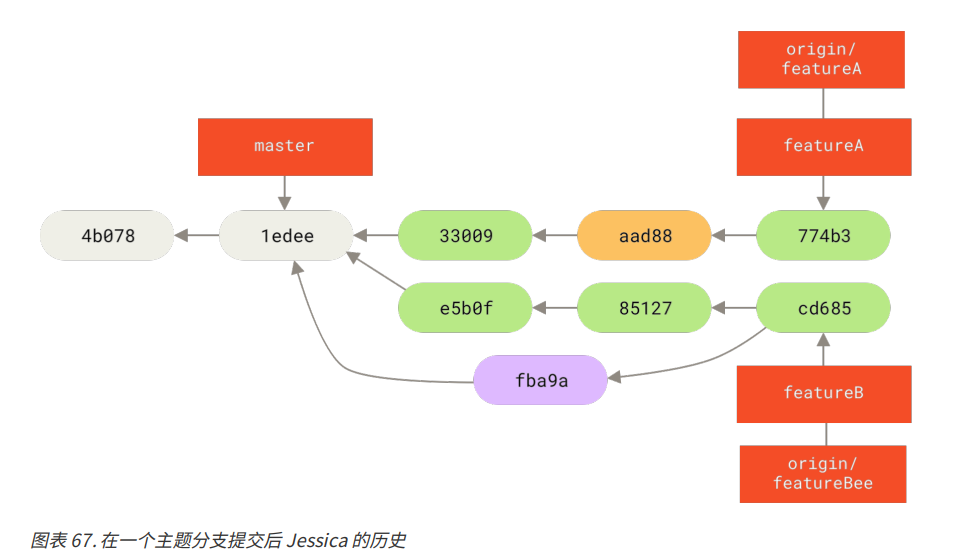 origin/
featureA
master
featureA
4b078
1edee
33009
aad88
774b3
e5b0f
85127
cd685
fba9a
featureB
origin/
featureBee
图表 67. 在一个主题分支提交后 Jessica 的历史